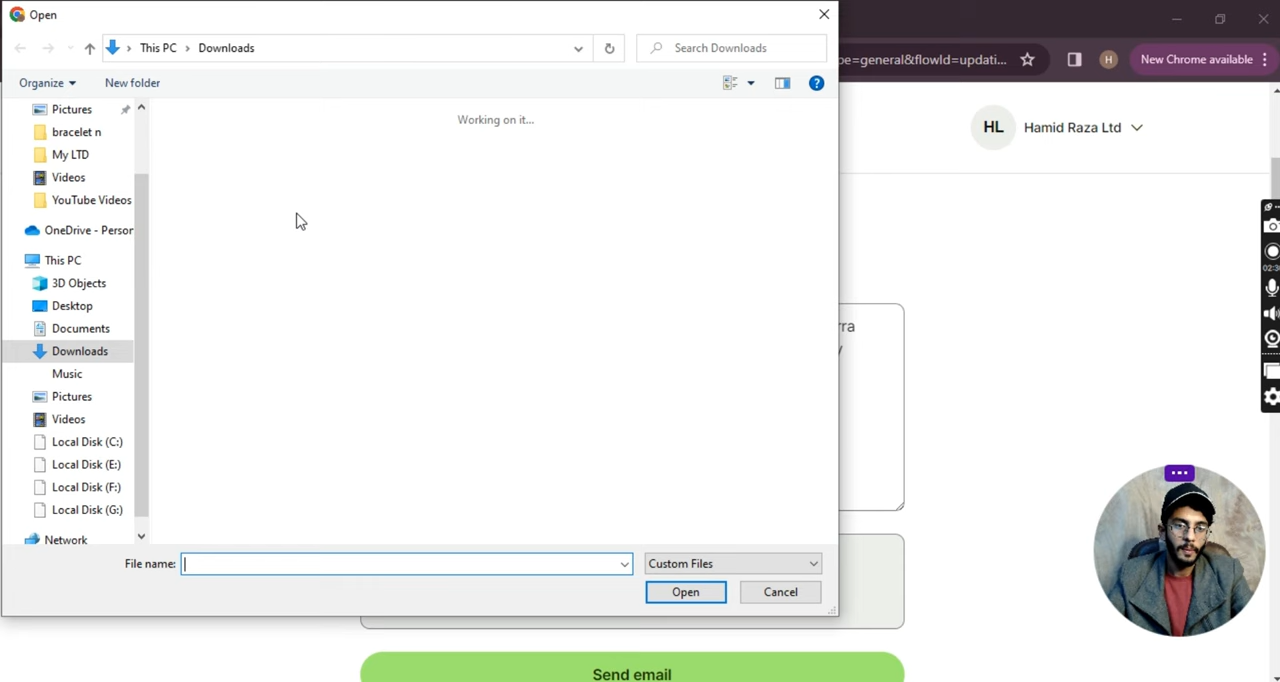 Open
This PC > Downloads
Search Downloads
pe=general&flowId=updati...
H
New Chrome available
Organize
New folder
Pictures
bracelet n
My LTD
Videos
YouTube Videos
OneDrive - Person
This PC
3D Objects
Desktop
Documents
Downloads
Music
Pictures
Videos
Local Disk (C:)
Local Disk (E:)
Local Disk (F:)
Local Disk (G:)
Network
Working on it...
HL
Hamid Raza Ltd
rra
y
File name:
Custom Files
Open
Cancel
Send email